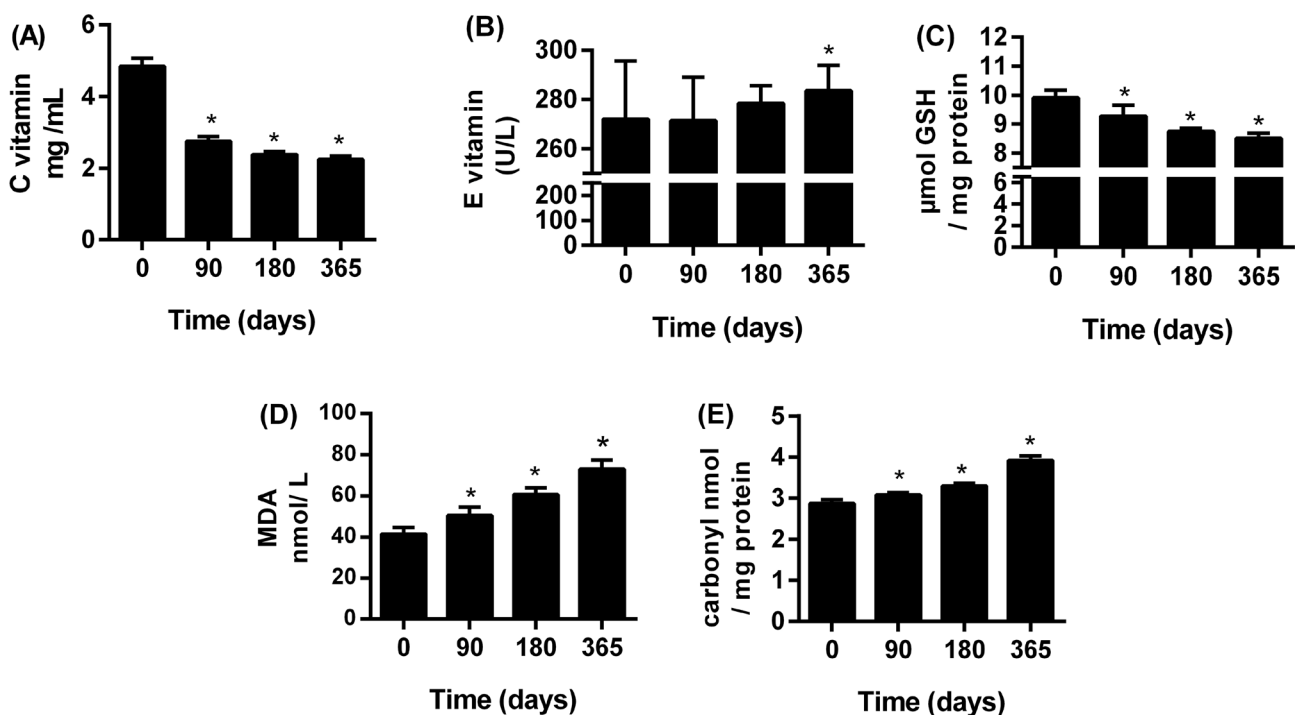 (A)
C vitamin
mg /mL
6
4
2
0
*
*
*
0 90 180 365
Time (days)
(B)
E vitamin
(U/L)
300
280
260
200
100
0
*
0 90 180 365
Time (days)
(C)
µmol GSH
/ mg protein
12
11
10
9
8
6
4
2
0
*
*
*
0 90 180 365
Time (days)
(D)
MDA
nmol/ L
100
80
60
40
20
0
*
*
*
0 90 180 365
Time (days)
(E)
carbonyl nmol
/ mg protein
5
4
3
2
1
0
*
*
*
0 90 180 365
Time (days)